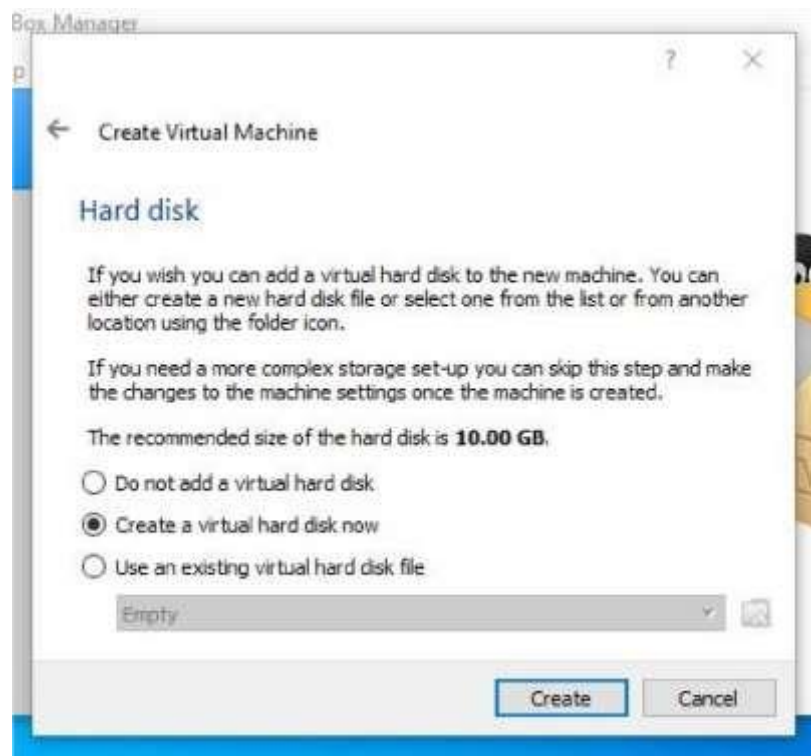 Box Manager
p
?
Create Virtual Machine
Hard disk
If you wish you can add a virtual hard disk to the new machine. You can
either create a new hard disk file or select one from the list or from another
location using the folder icon.
If you need a more complex storage set-up you can skip this step and make
the changes to the machine settings once the machine is created.
The recommended size of the hard disk is 10.00 GB.
Do not add a virtual hard disk
Create a virtual hard disk now
Use an existing virtual hard disk file
Empty
Create Cancel